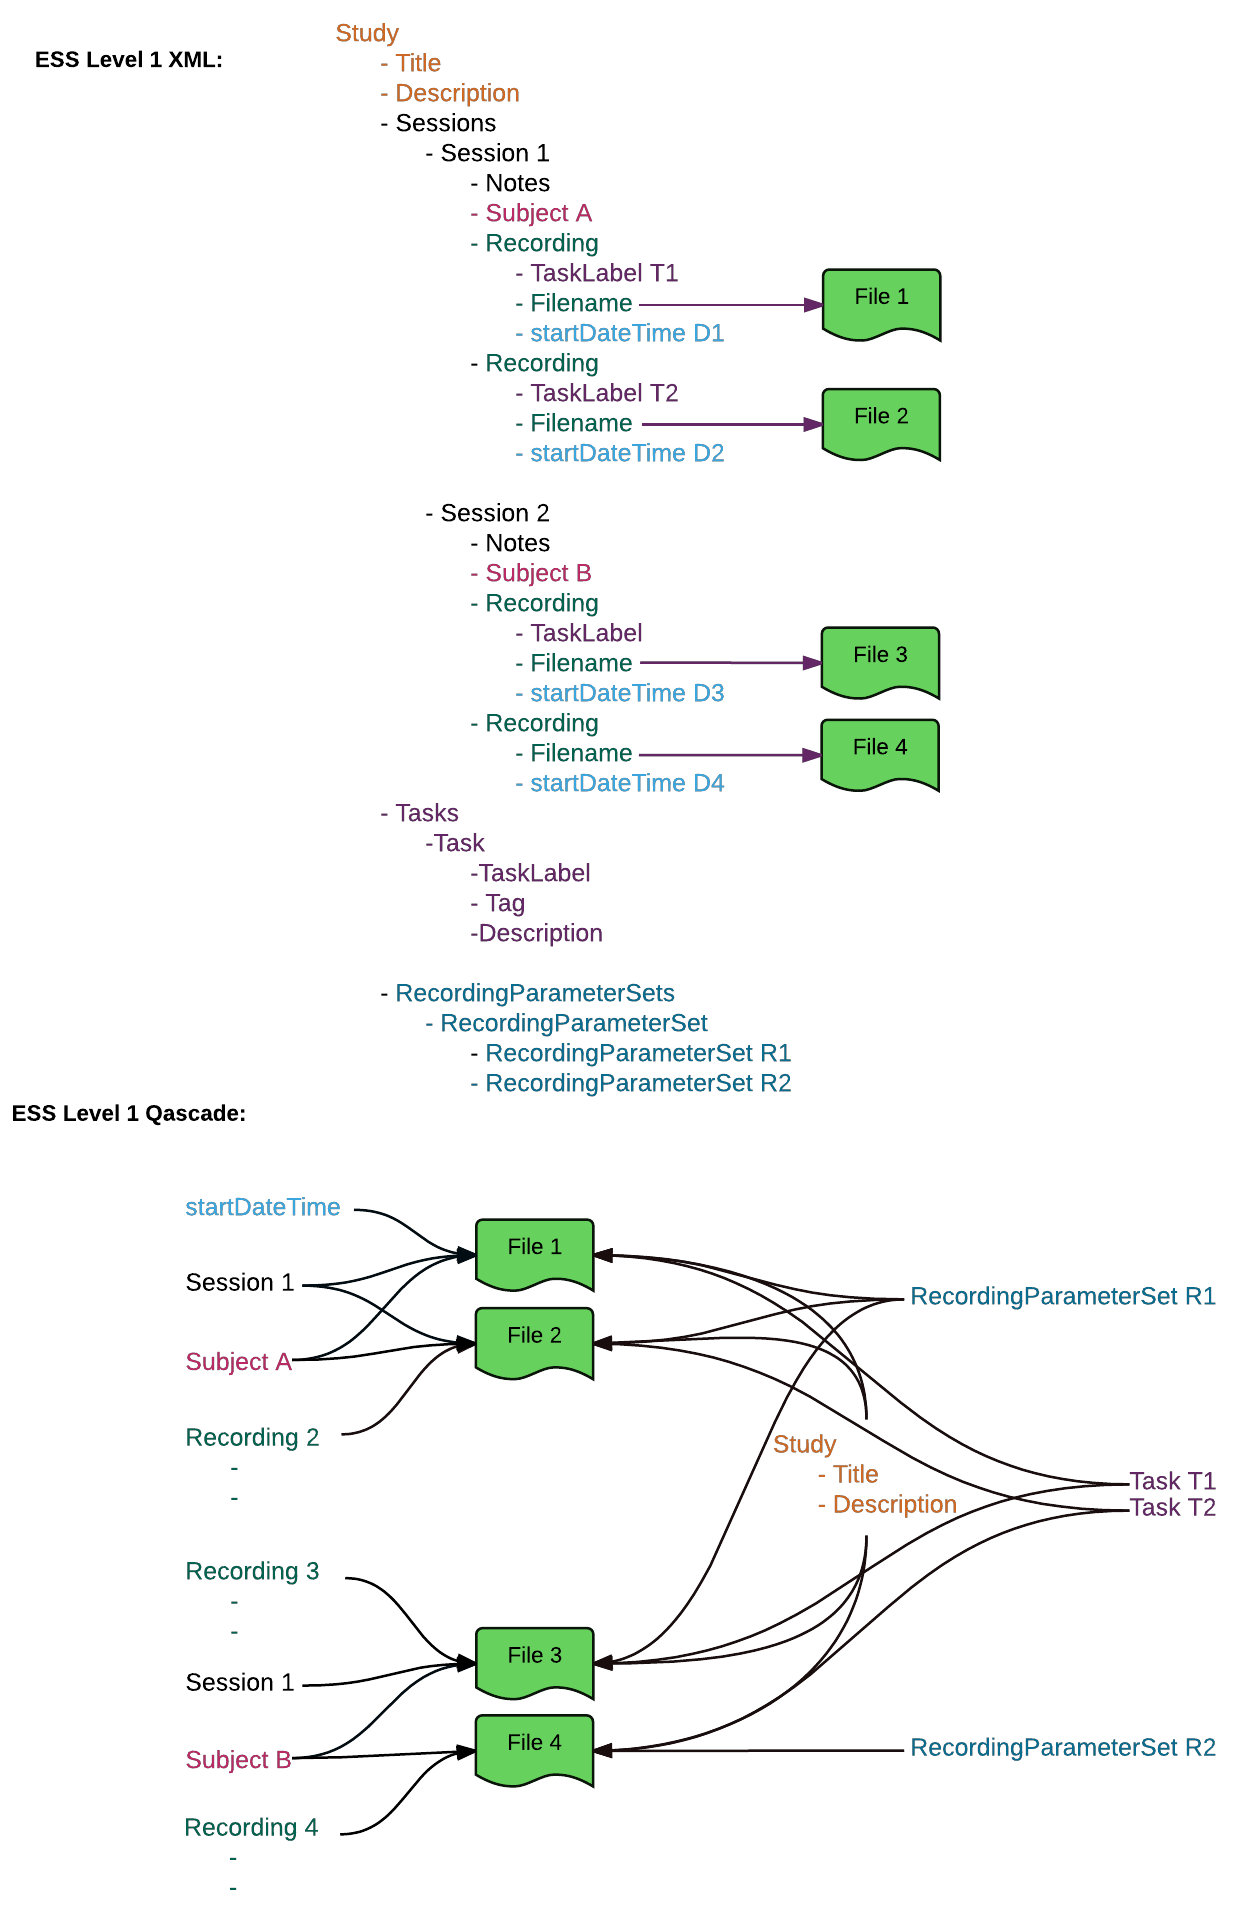 Study
ESS Level 1 XML:
- Title
- Description
- Sessions
- Session 1
- Notes
- Subject A
- Recording
- TaskLabel T1
- Filename
File 1
- startDateTime D1
- Recording
- TaskLabel T2
- Filename
File 2
- startDateTime D2
- Session 2
- Notes
- Subject B
- Recording
- TaskLabel
- Filename
File 3
- startDateTime D3
- Recording
- Filename
File 4
- startDateTime D4
- Tasks
-Task
-TaskLabel
- Tag
-Description
- RecordingParameterSets
- RecordingParameterSet
- RecordingParameterSet R1
- RecordingParameterSet R2
ESS Level 1 Qascade:
startDateTime
File 1
Session 1
RecordingParameterSet R1
File 2
Subject A
Recording 2
-
-
Study
- Title
- Description
Task T1
Task T2
Recording 3
-
-
File 3
Session 1
File 4
Subject B
RecordingParameterSet R2
Recording 4
-
-